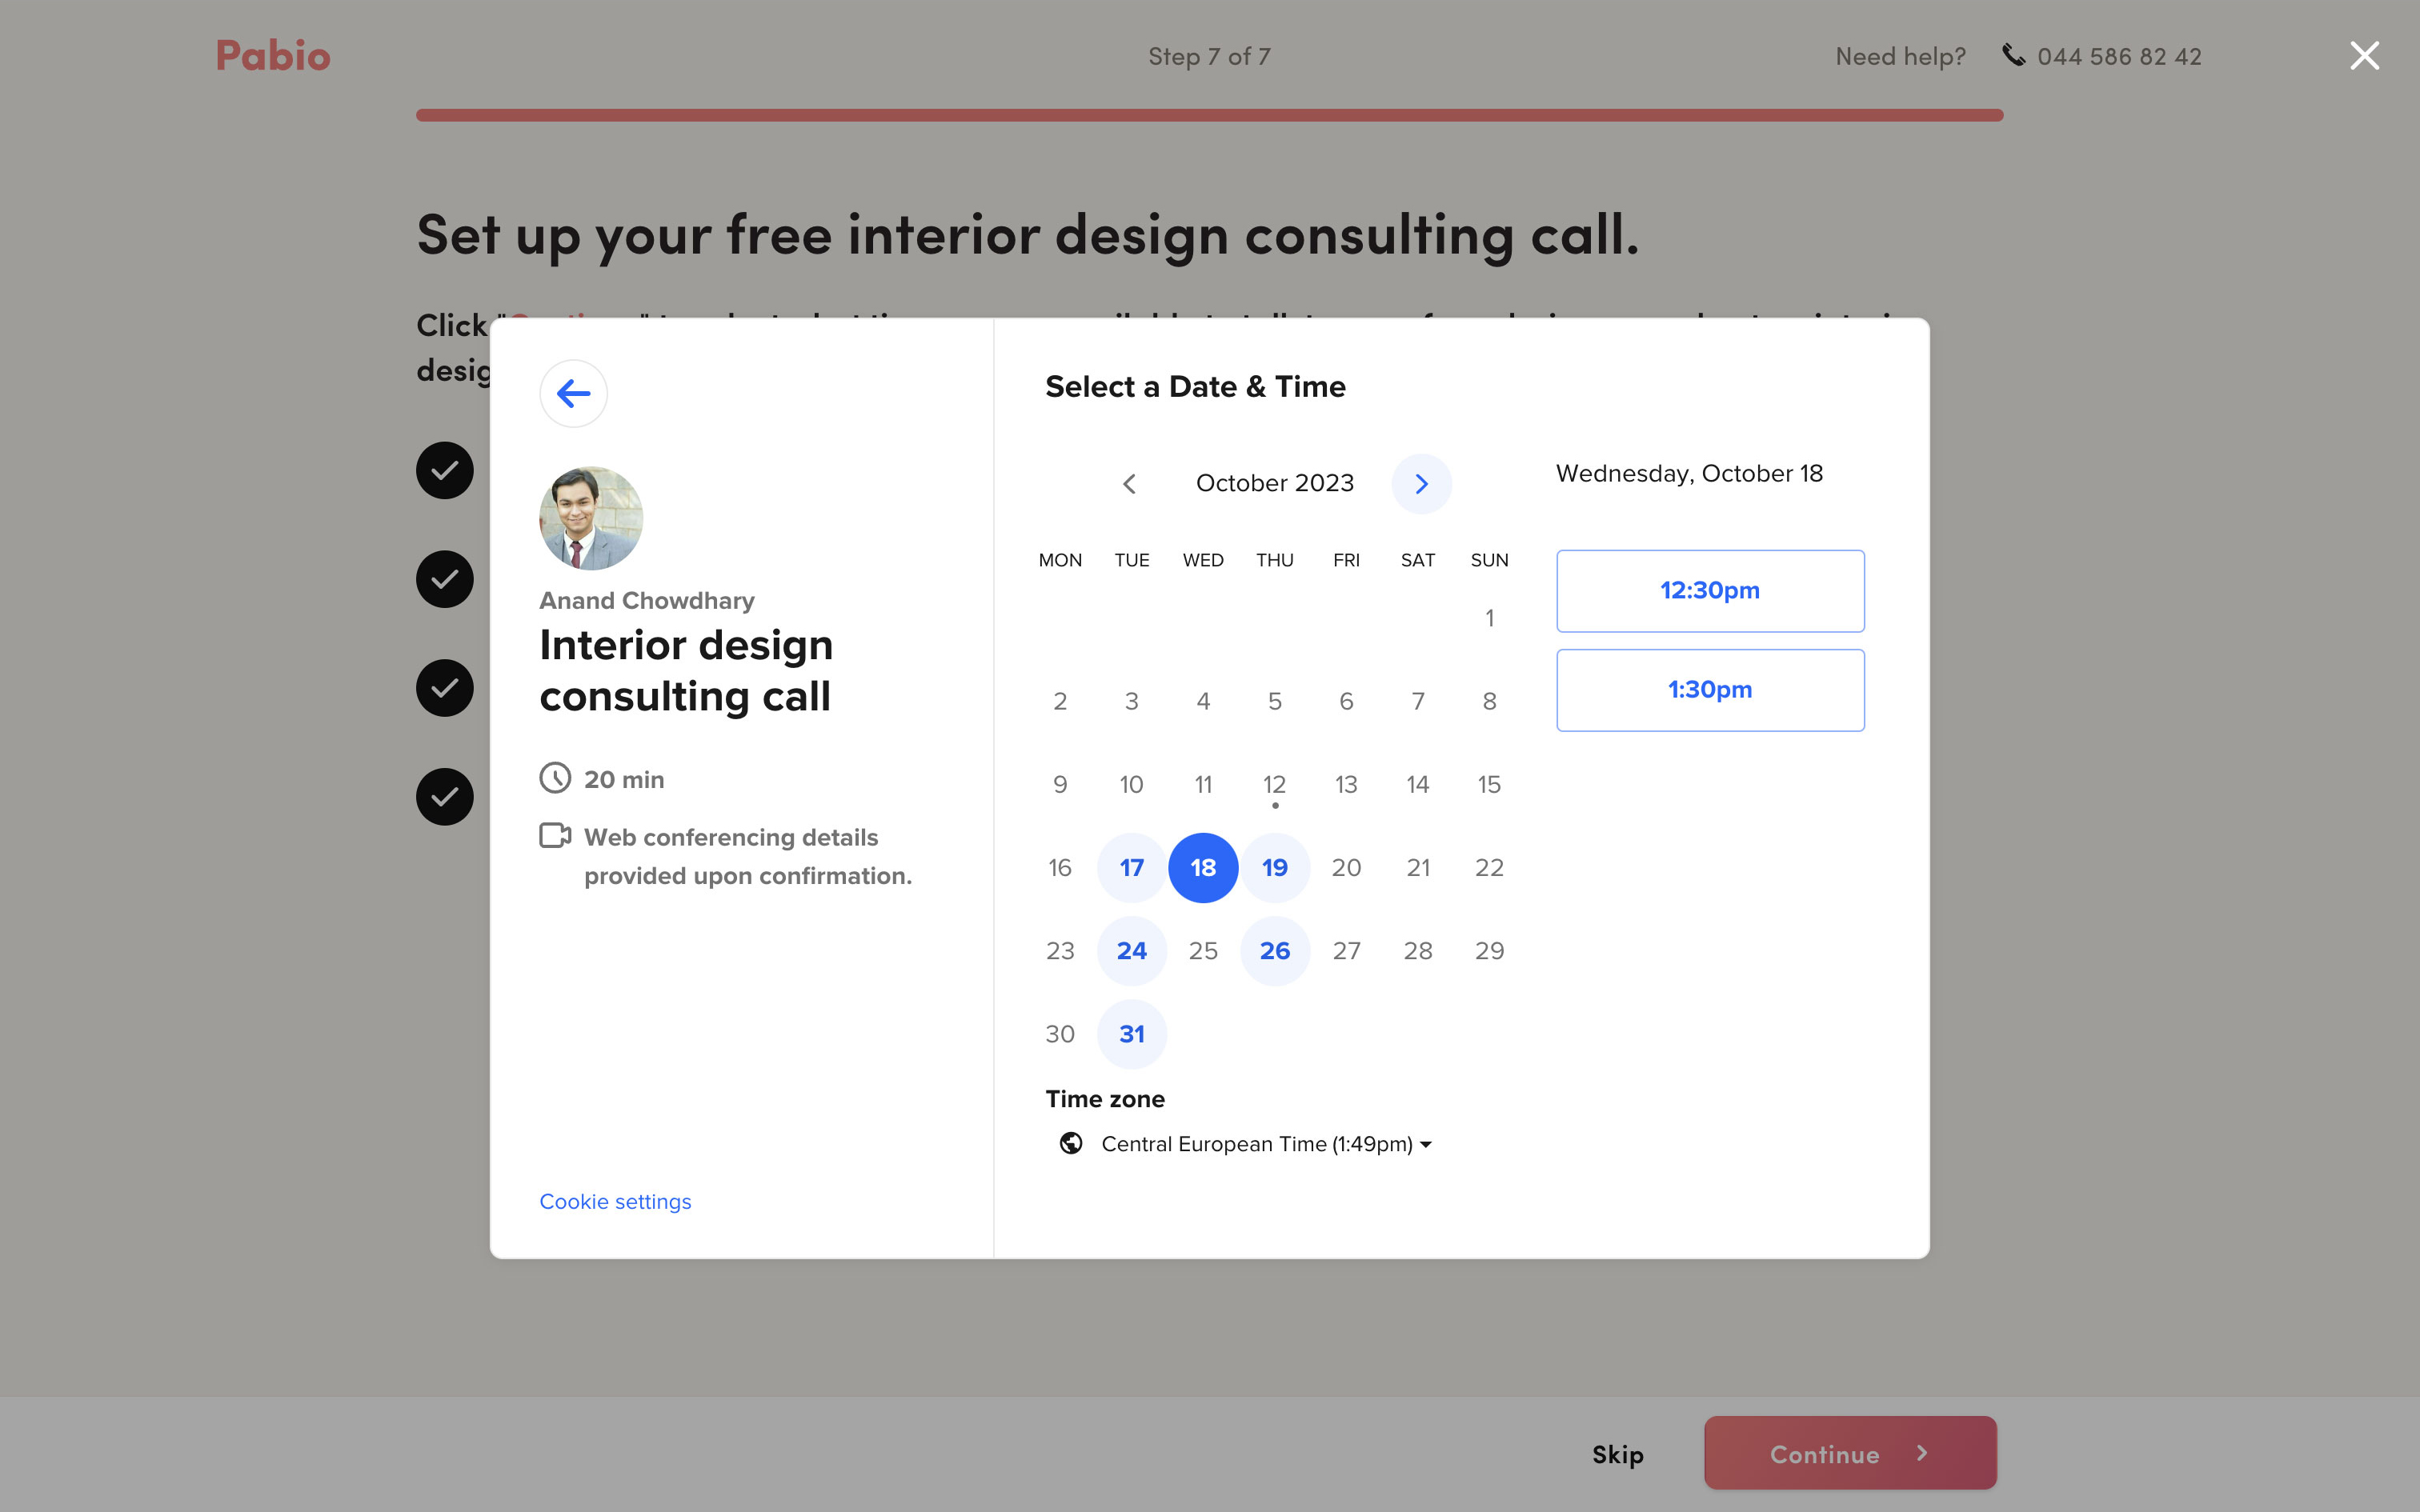 Pabio
Step 7 of 7
Need help? 044 586 82 42
Set up your free interior design consulting call.
Click "
desig
Anand Chowdhary
Interior design
consulting call
20 min
Web conferencing details
provided upon confirmation.
Cookie settings
Select a Date & Time
October 2023
MON TUE WED THU FRI SAT SUN
1
2 3 4 5 6 7 8
9 10 11 12 13 14 15
16 17 18 19 20 21 22
23 24 25 26 27 28 29
30 31
Time zone
Central European Time (1:49pm)
Wednesday, October 18
12:30pm
1:30pm
Skip
Continue